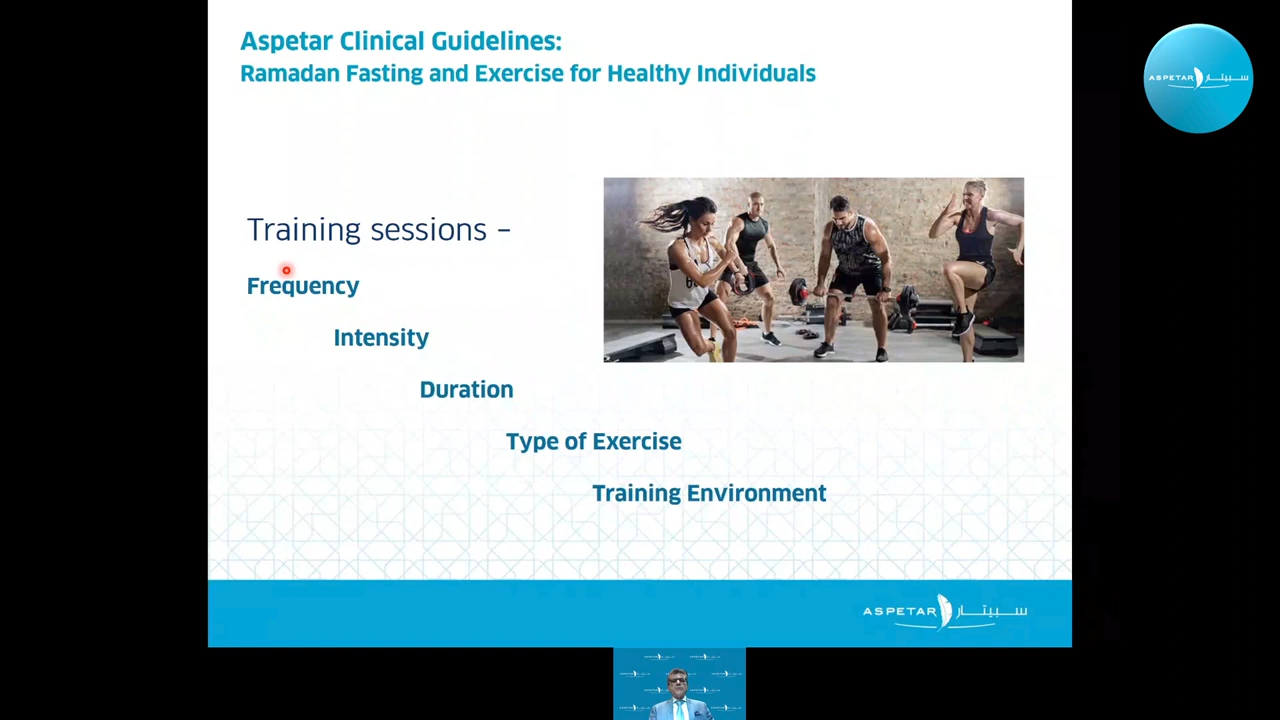 Aspetar Clinical Guidelines:
Ramadan Fasting and Exercise for Healthy Individuals
ASPETAR سبيتار
Training sessions –
Frequency
Intensity
Duration
Type of Exercise
Training Environment
ASPETAR سبيتار